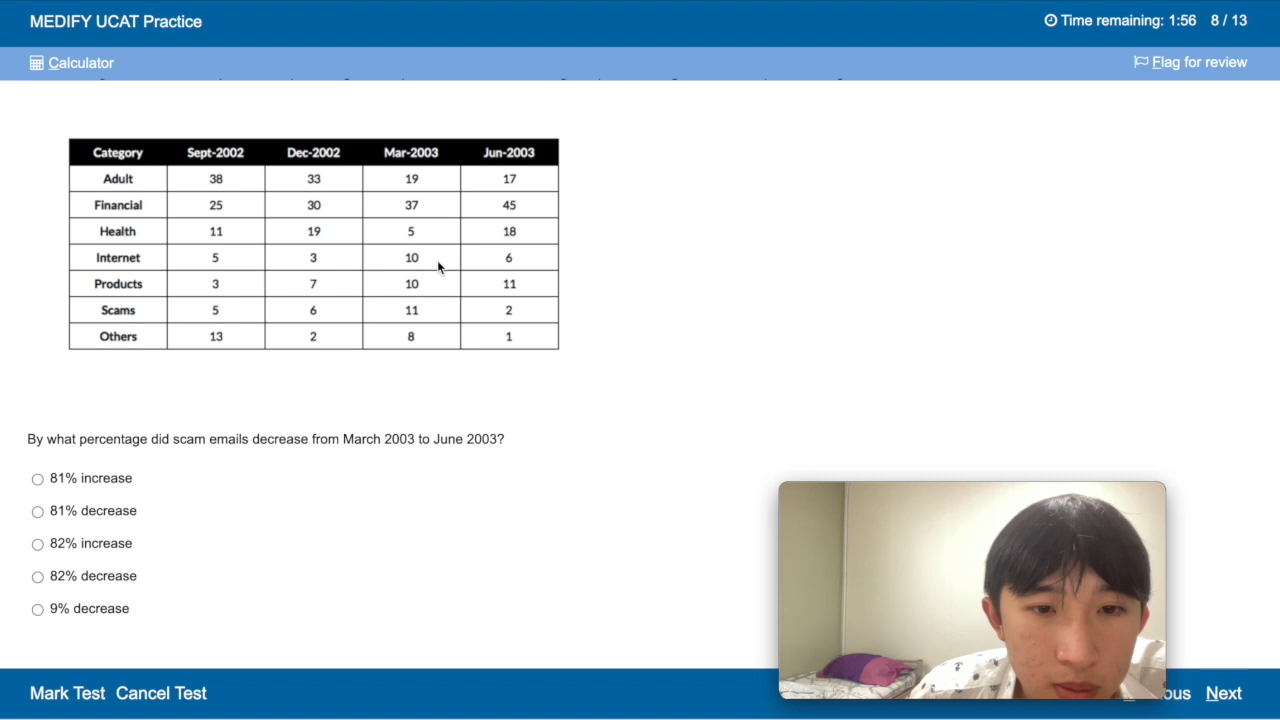 MEDIFY UCAT Practice
Time remaining: 1:56 8 / 13
Calculator
Flag for review
Category Sept-2002 Dec-2002 Mar-2003 Jun-2003
Adult 38 33 19 17
Financial 25 30 37 45
Health 11 19 5 18
Internet 5 3 10 6
Products 3 7 10 11
Scams 5 6 11 2
Others 13 2 8 1
By what percentage did scam emails decrease from March 2003 to June 2003?
81% increase
81% decrease
82% increase
82% decrease
9% decrease
Mark Test Cancel Test
Next